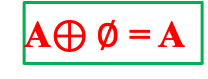 A⊕ ∅ = A